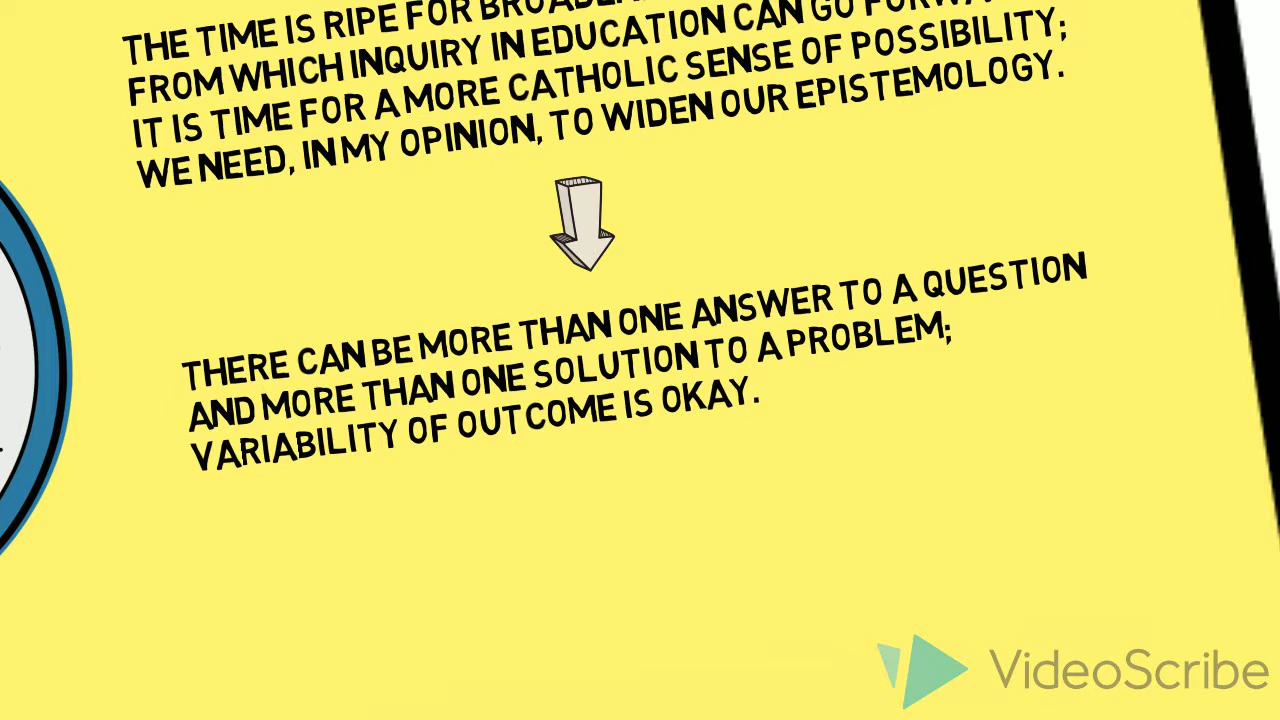 THE TIME IS RIPE FOR
FROM WHICH INQUIRY IN EDUCATION CAN GO
IT IS TIME FOR A MORE CATHOLIC SENSE OF POSSIBILITY;
WE NEED, IN MY OPINION, TO WIDEN OUR EPISTEMOLOGY.
THERE CAN BE MORE THAN ONE ANSWER TO A QUESTION
AND MORE THAN ONE SOLUTION TO A PROBLEM;
VARIABILITY OF OUTCOME IS OKAY.
VideoScribe